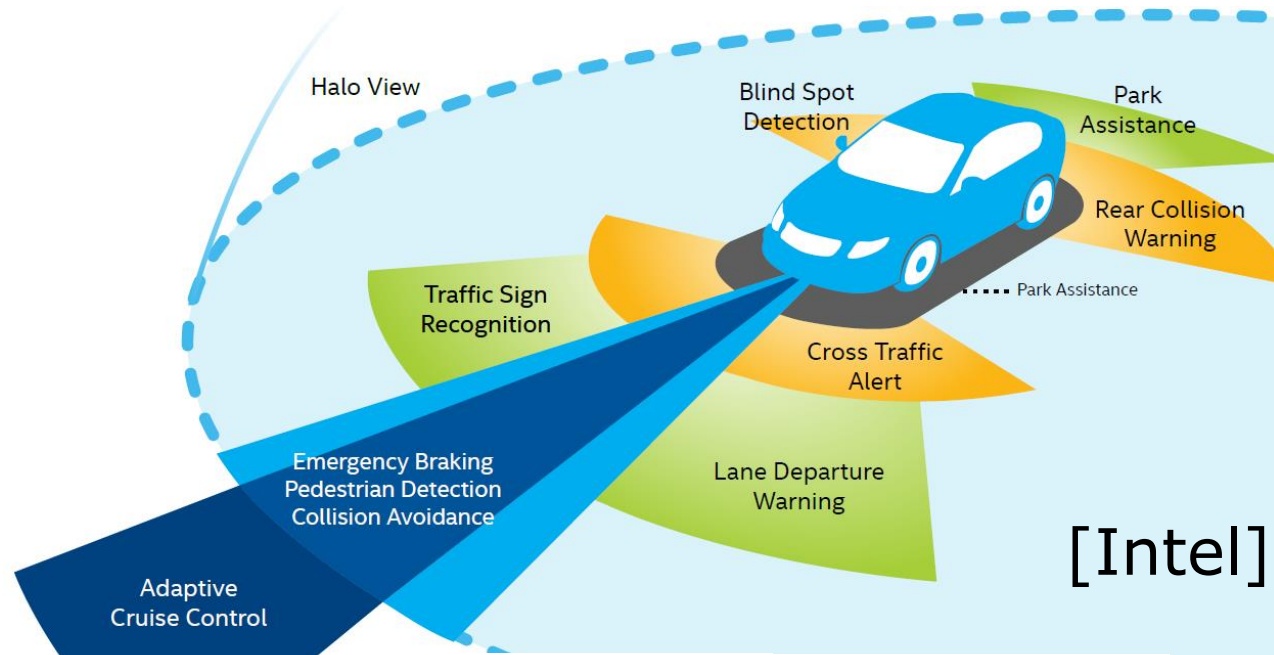 Halo View
Blind Spot
Detection
Park
Assistance
Rear Collision
Warning
Park Assistance
Traffic Sign
Recognition
Cross Traffic
Alert
Emergency Braking
Pedestrian Detection
Collision Avoidance
Lane Departure
Warning
[Intel]
Adaptive
Cruise Control